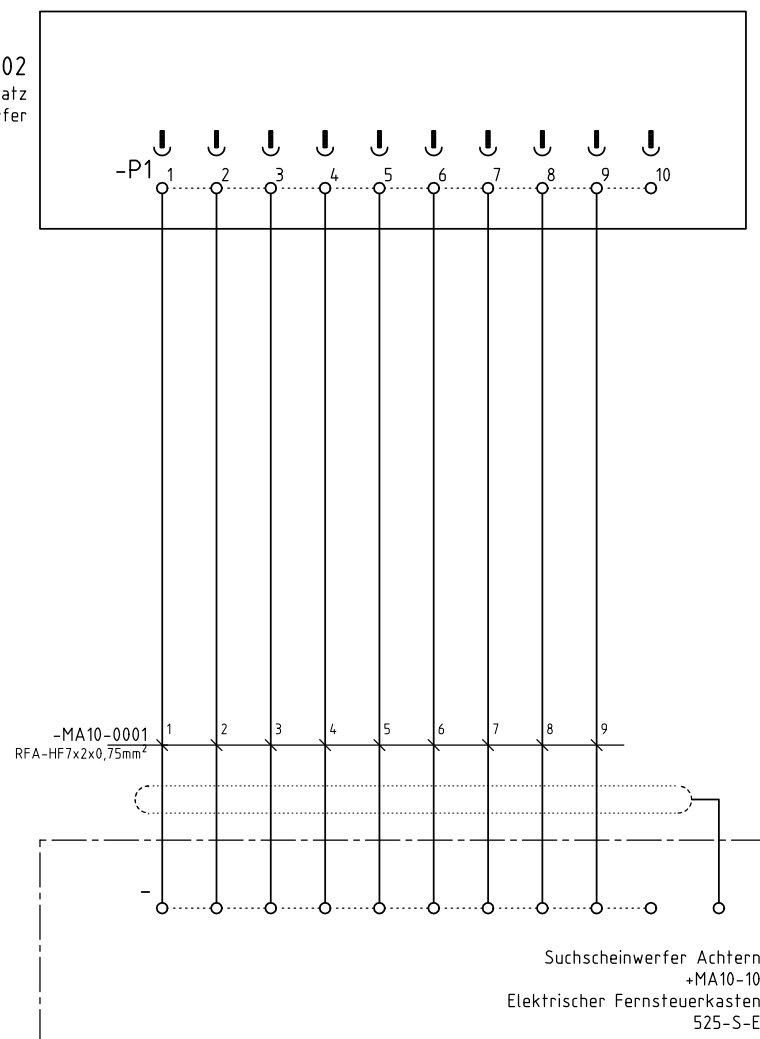 02
atz
fer
-P1 1 2 3 4 5 6 7 8 9 10
-MA10-0001 1 2 3 4 5 6 7 8 9
RFA-HF7x2x0,75mm²
-
Suchscheinwerfer Achtern
+MA10-10
Elektrischer Fernsteuerkasten
525-S-E